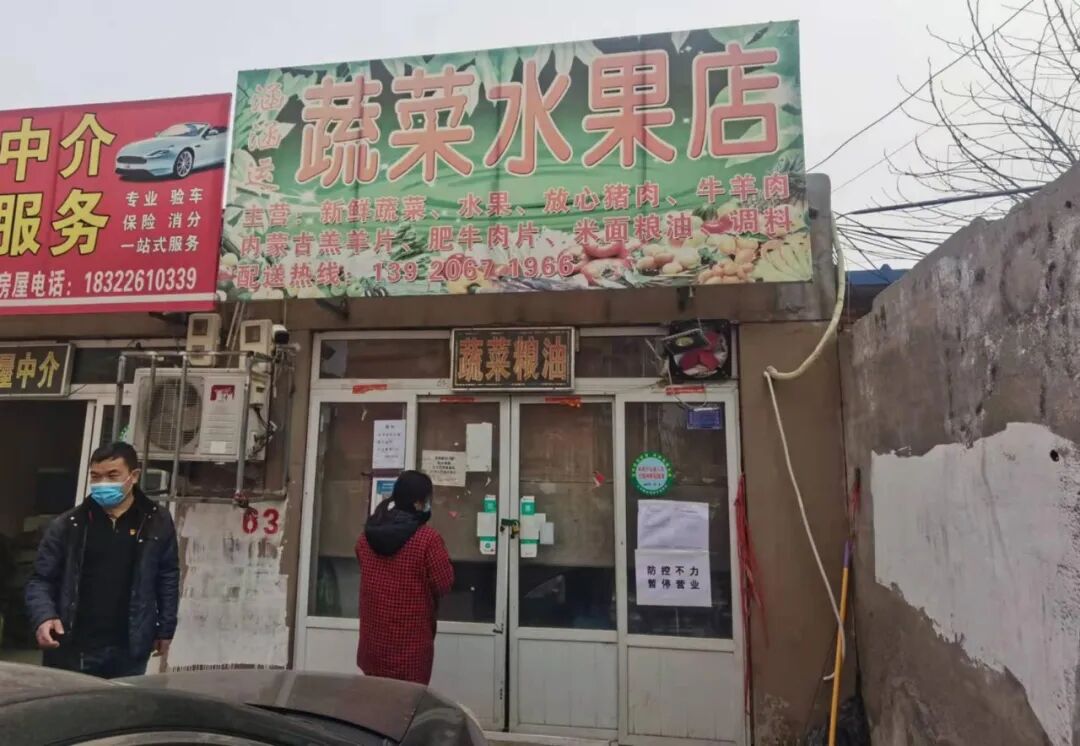 中介
服务
专业 验车
保险 消分
一站式服务
房屋电话：18322610339
屋中介
涵涵运
蔬菜水果店
主营：新鲜蔬菜、水果、放心猪肉、牛羊肉
内蒙古羔羊片、肥牛肉片、米面粮油、调料
配送热线：139 2067 1966
蔬菜粮油
63
防控不力
暂停营业